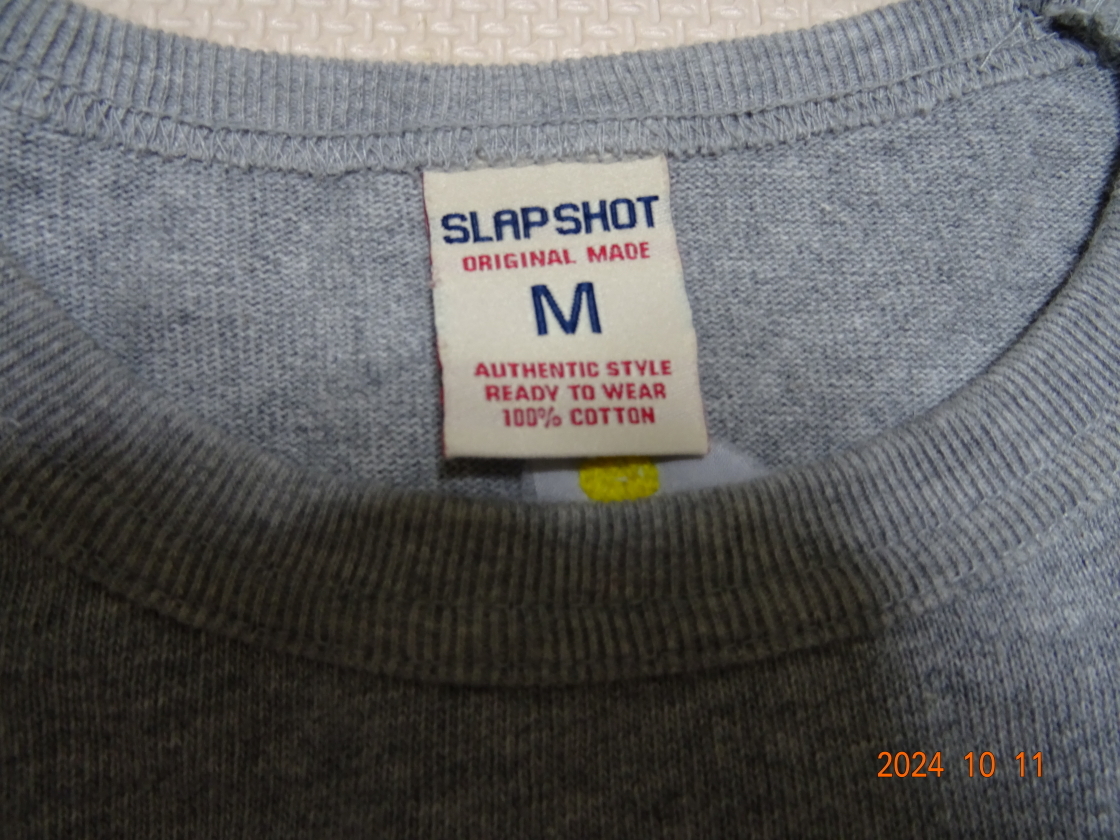 SLAPSHOT
ORIGINAL MADE
M
AUTHENTIC STYLE
READY TO WEAR
100% COTTON
2024 10 11